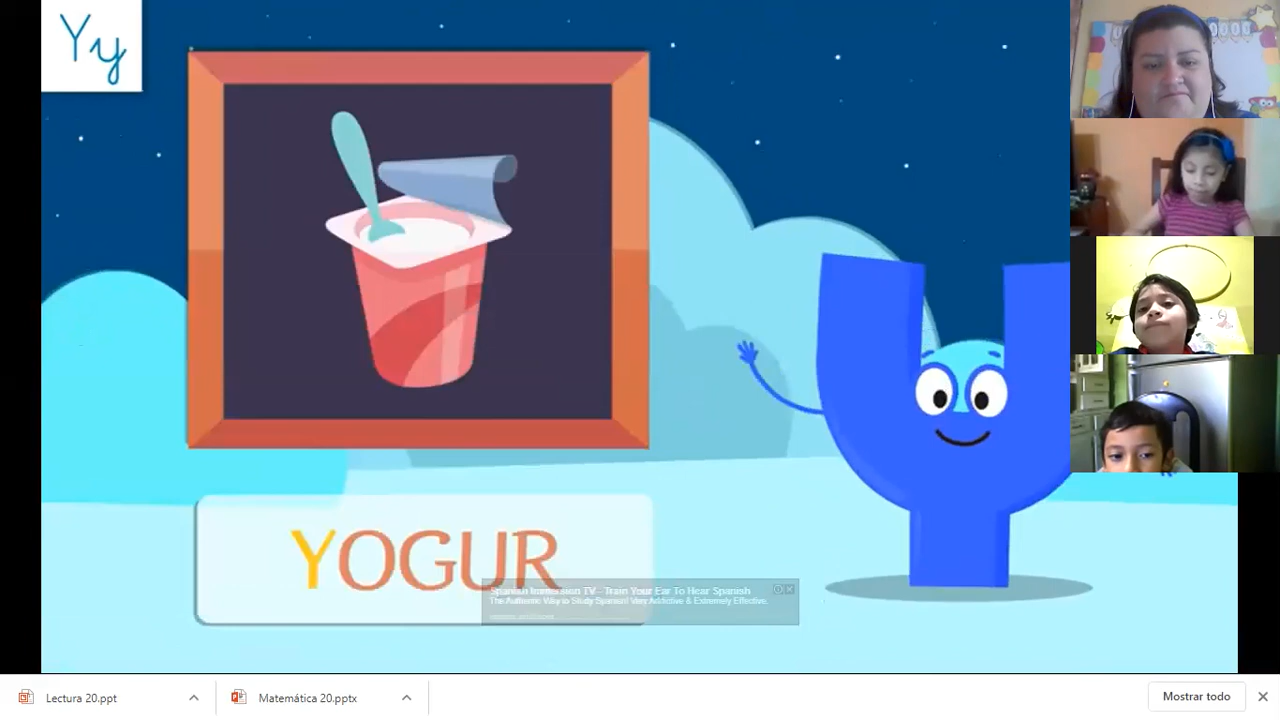 Yy
YOGUR
Spanish Immersion TV - Train Your Ear To Hear Spanish
The Authentic Way to Study Spanish! Very Addictive & Extremely Effective.
Lectura 20.ppt
Matemática 20.pptx
Mostrar todo